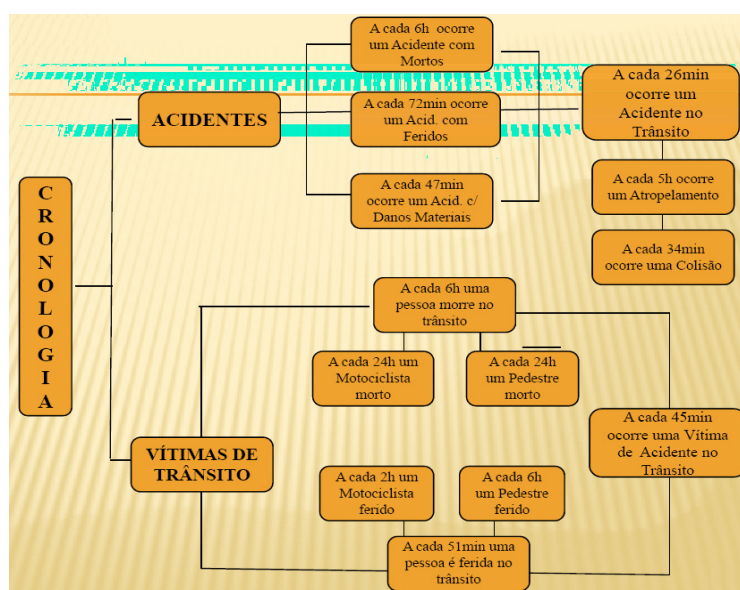 C
R
O
N
O
L
O
G
I
A
ACIDENTES
A cada 6h ocorre
um Acidente com
Mortos
A cada 72min ocorre
um Acid. com
Feridos
A cada 47min
ocorre um Acid. c/
Danos Materiais
A cada 26min
ocorre um
Acidente no
Trânsito
A cada 5h ocorre
um Atropelamento
A cada 34min
ocorre uma Colisão
VÍTIMAS DE
TRÂNSITO
A cada 6h uma
pessoa morre no
trânsito
A cada 24h um
Motociclista
morto
A cada 24h
um Pedestre
morto
A cada 2h um
Motociclista
ferido
A cada 6h
um Pedestre
ferido
A cada 51min uma
pessoa é ferida no
trânsito
A cada 45min
ocorre uma Vítima
de Acidente no
Trânsito